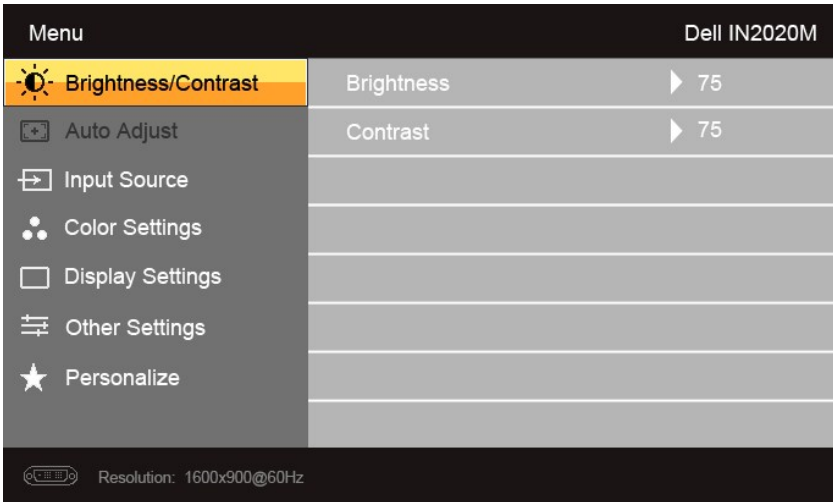 Menu Dell IN2020M
Brightness/Contrast Brightness 75
Auto Adjust Contrast 75
Input Source
Color Settings
Display Settings
Other Settings
Personalize
Resolution: 1600x900@60Hz